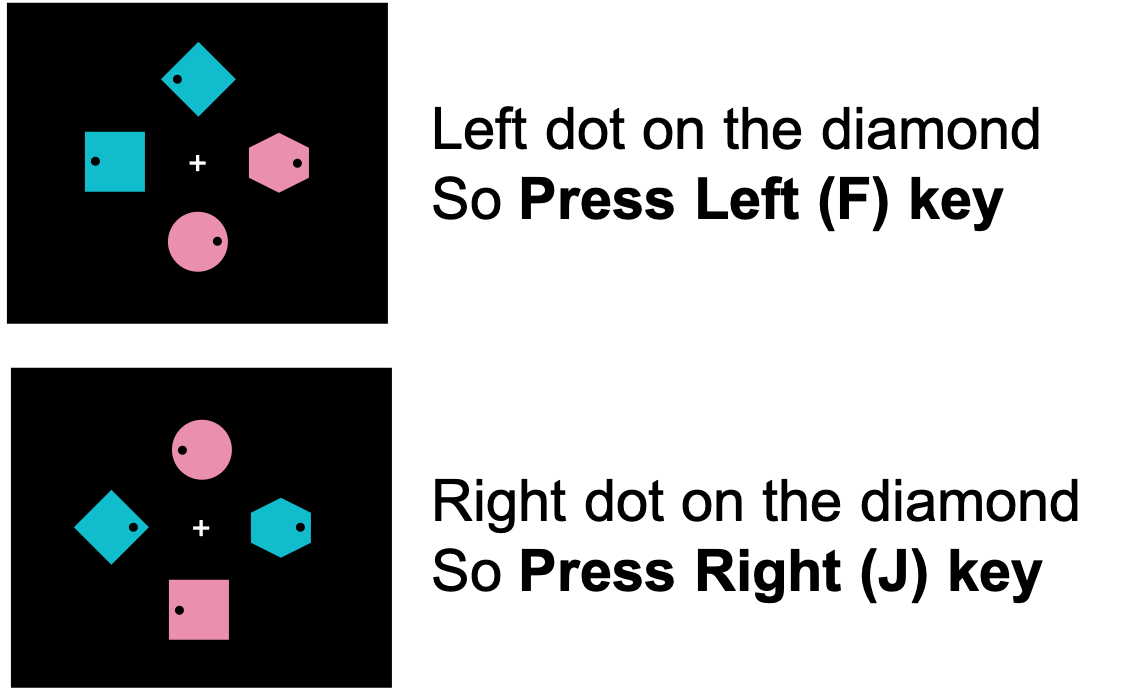 Left dot on the diamond
So Press Left (F) key
Right dot on the diamond
So Press Right (J) key